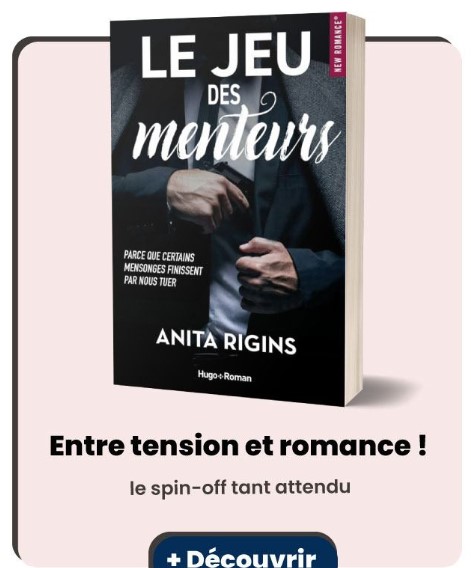 LE JEU
DES
menteurs
NEW ROMANCE®
PARCE QUE CERTAINS
MENSONGES FINISSENT
PAR NOUS TUER
ANITA RIGINS
Hugo+Roman
Entre tension et romance !
le spin-off tant attendu
+ Découvrir